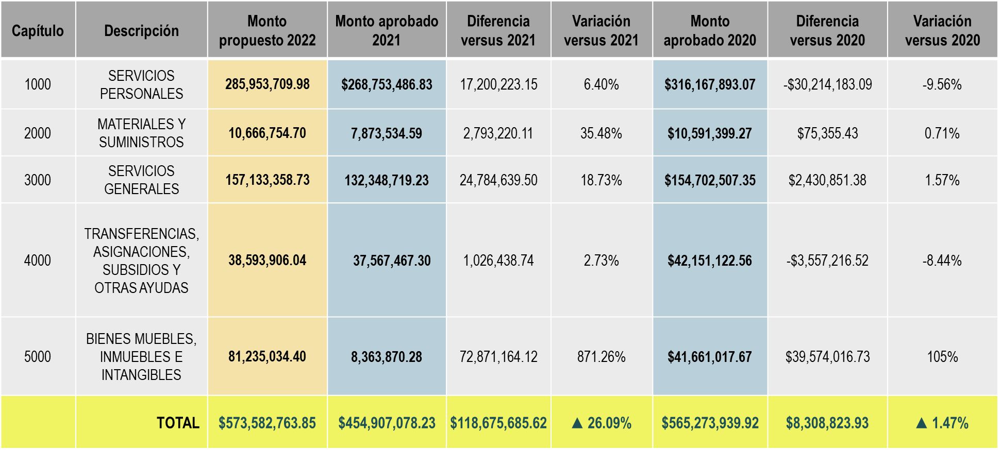 Capítulo Descripción Monto propuesto 2022 Monto aprobado 2021 Diferencia versus 2021 Variación versus 2021 Monto aprobado 2020 Diferencia versus 2020 Variación versus 2020
1000 SERVICIOS PERSONALES 285,953,709.98 $268,753,486.83 17,200,223.15 6.40% $316,167,893.07 -$30,214,183.09 -9.56%
2000 MATERIALES Y SUMINISTROS 10,666,754.70 7,873,534.59 2,793,220.11 35.48% $10,591,399.27 $75,355.43 0.71%
3000 SERVICIOS GENERALES 157,133,358.73 132,348,719.23 24,784,639.50 18.73% $154,702,507.35 $2,430,851.38 1.57%
4000 TRANSFERENCIAS, ASIGNACIONES, SUBSIDIOS Y OTRAS AYUDAS 38,593,906.04 37,567,467.30 1,026,438.74 2.73% $42,151,122.56 -$3,557,216.52 -8.44%
5000 BIENES MUEBLES, INMUEBLES E INTANGIBLES 81,235,034.40 8,363,870.28 72,871,164.12 871.26% $41,661,017.67 $39,574,016.73 105%
TOTAL $573,582,763.85 $454,907,078.23 $118,675,685.62 ▲ 26.09% $565,273,939.92 $8,308,823.93 ▲ 1.47%